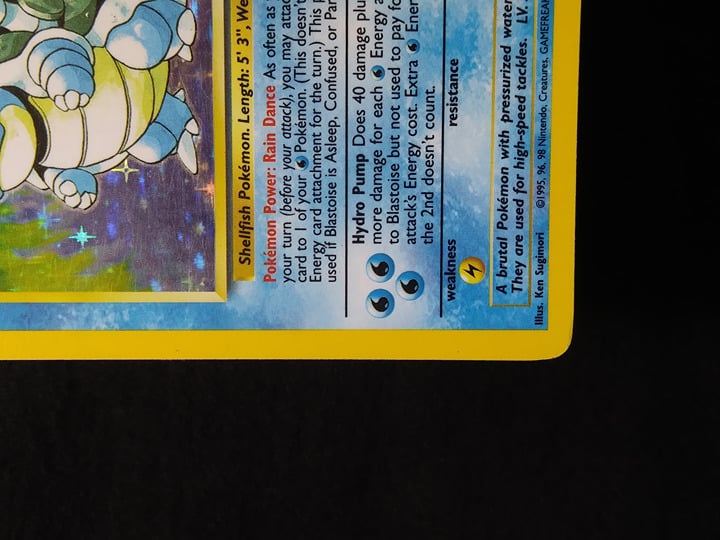 Shellfish Pokémon. Length: 5' 3", We
Pokémon Power: Rain Dance As often as
your turn (before your attack), you may attac
card to 1 of your Pokémon. (This doesn't
Energy card attachment for the turn.) This p
used if Blastoise is Asleep, Confused, or Par
Hydro Pump Does 40 damage plu
more damage for each Energy a
to Blastoise but not used to pay fo
attack's Energy cost. Extra Ener
the 2nd doesn't count.
weakness resistance
A brutal Pokémon with pressurized water
They are used for high-speed tackles. LV.
Illus. Ken Sugimori ©1995, 96, 98 Nintendo, Creatures, GAMEFREAK